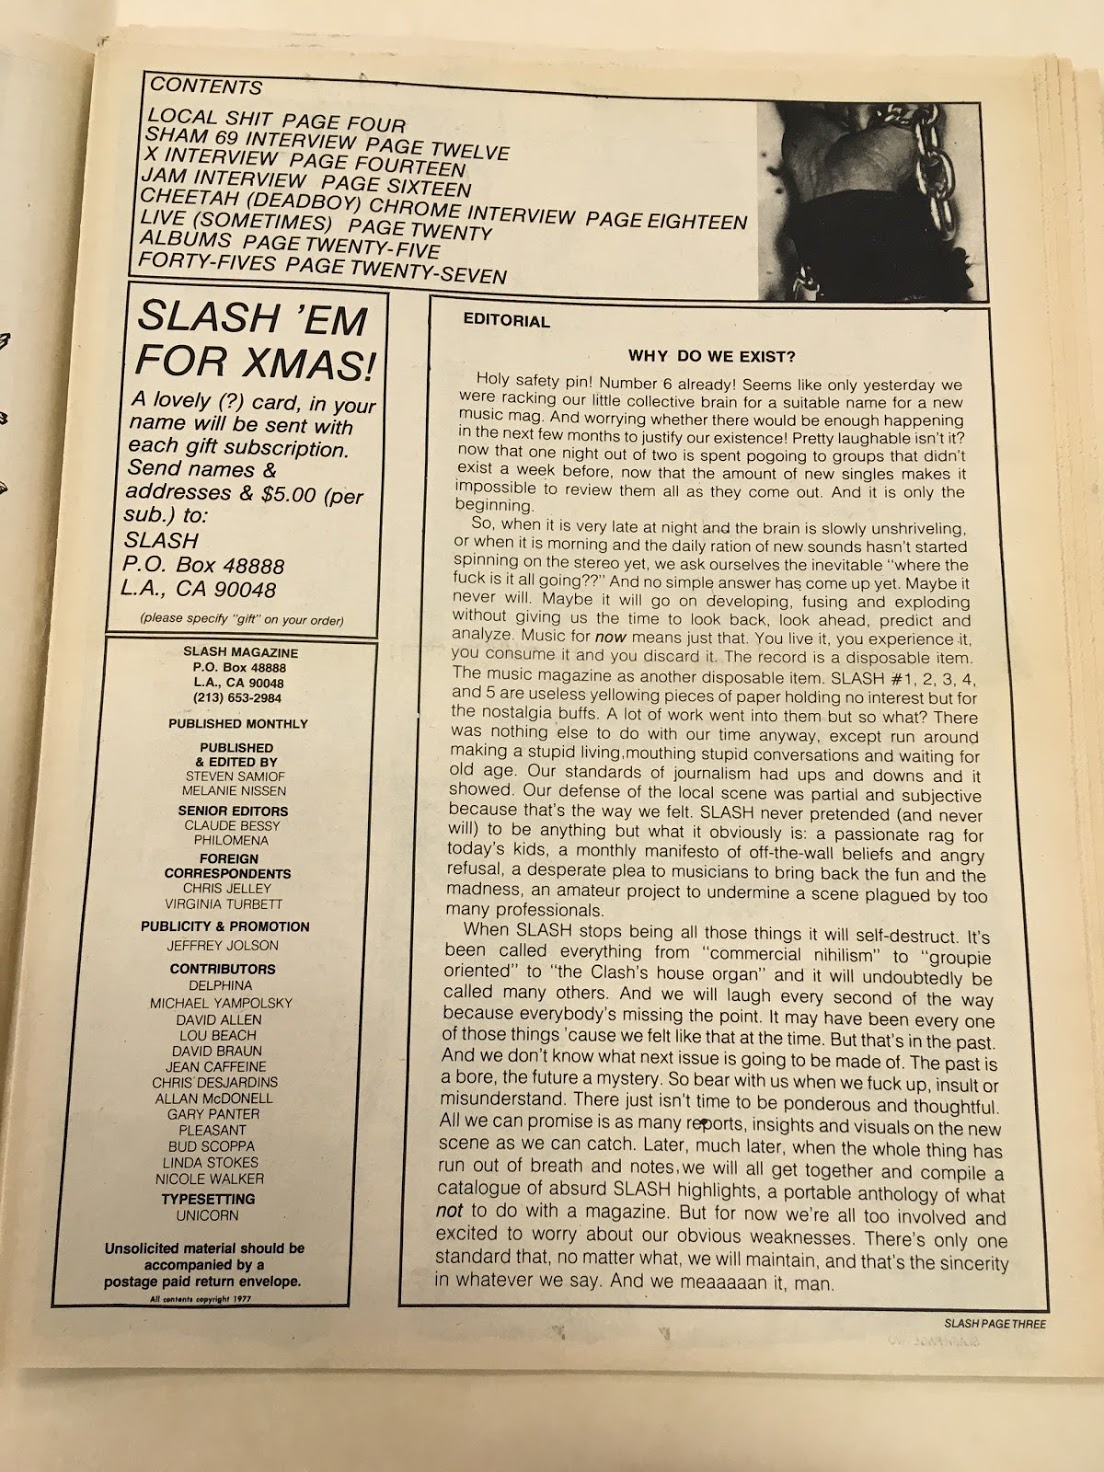 CONTENTS
LOCAL SHIT PAGE FOUR
SHAM 69 INTERVIEW PAGE TWELVE
X INTERVIEW PAGE FOURTEEN
JAM INTERVIEW PAGE SIXTEEN
CHEETAH (DEADBOY) CHROME INTERVIEW PAGE EIGHTEEN
LIVE (SOMETIMES) PAGE TWENTY
ALBUMS PAGE TWENTY-FIVE
FORTY-FIVES PAGE TWENTY-SEVEN
SLASH 'EM
FOR XMAS!
A lovely (?) card, in your
name will be sent with
each gift subscription.
Send names &
addresses & $5.00 (per
sub.) to:
SLASH
P.O. Box 48888
L.A., CA 90048
(please specify "gift" on your order)
SLASH MAGAZINE
P.O. Box 48888
L.A., CA 90048
(213) 653-2984
PUBLISHED MONTHLY
PUBLISHED
& EDITED BY
STEVEN SAMIOF
MELANIE NISSEN
SENIOR EDITORS
CLAUDE BESSY
PHILOMENA
FOREIGN
CORRESPONDENTS
CHRIS JELLEY
VIRGINIA TURBETT
PUBLICITY & PROMOTION
JEFFREY JOLSON
CONTRIBUTORS
DELPHINA
MICHAEL YAMPOLSKY
DAVID ALLEN
LOU BEACH
DAVID BRAUN
JEAN CAFFEINE
CHRIS DESJARDINS
ALLAN McDONELL
GARY PANTER
PLEASANT
BUD SCOPPA
LINDA STOKES
NICOLE WALKER
TYPESETTING
UNICORN
Unsolicited material should be
accompanied by a
postage paid return envelope.
All contents copyright 1977
EDITORIAL
WHY DO WE EXIST?
Holy safety pin! Number 6 already! Seems like only yesterday we
were racking our little collective brain for a suitable name for a new
music mag. And worrying whether there would be enough happening
in the next few months to justify our existence! Pretty laughable isn't it?
now that one night out of two is spent pogoing to groups that didn't
exist a week before, now that the amount of new singles makes it
impossible to review them all as they come out. And it is only the
beginning.
So, when it is very late at night and the brain is slowly unshriveling,
or when it is morning and the daily ration of new sounds hasn't started
spinning on the stereo yet, we ask ourselves the inevitable "where the
fuck is it all going??" And no simple answer has come up yet. Maybe it
never will. Maybe it will go on developing, fusing and exploding
without giving us the time to look back, look ahead, predict and
analyze. Music for now means just that. You live it, you experience it,
you consume it and you discard it. The record is a disposable item.
The music magazine as another disposable item. SLASH #1, 2, 3, 4,
and 5 are useless yellowing pieces of paper holding no interest but for
the nostalgia buffs. A lot of work went into them but so what? There
was nothing else to do with our time anyway, except run around
making a stupid living,mouthing stupid conversations and waiting for
old age. Our standards of journalism had ups and downs and it
showed. Our defense of the local scene was partial and subjective
because that's the way we felt. SLASH never pretended (and never
will) to be anything but what it obviously is: a passionate rag for
today's kids, a monthly manifesto of off-the-wall beliefs and angry
refusal, a desperate plea to musicians to bring back the fun and the
madness, an amateur project to undermine a scene plagued by too
many professionals.
When SLASH stops being all those things it will self-destruct. It's
been called everything from "commercial nihilism" to "groupie
oriented" to "the Clash's house organ" and it will undoubtedly be
called many others. And we will laugh every second of the way
because everybody's missing the point. It may have been every one
of those things 'cause we felt like that at the time. But that's in the past.
And we don't know what next issue is going to be made of. The past is
a bore, the future a mystery. So bear with us when we fuck up, insult or
misunderstand. There just isn't time to be ponderous and thoughtful.
All we can promise is as many reports, insights and visuals on the new
scene as we can catch. Later, much later, when the whole thing has
run out of breath and notes,we will all get together and compile a
catalogue of absurd SLASH highlights, a portable anthology of what
not to do with a magazine. But for now we're all too involved and
excited to worry about our obvious weaknesses. There's only one
standard that, no matter what, we will maintain, and that's the sincerity
in whatever we say. And we meaaaaan it, man.
SLASH PAGE THREE